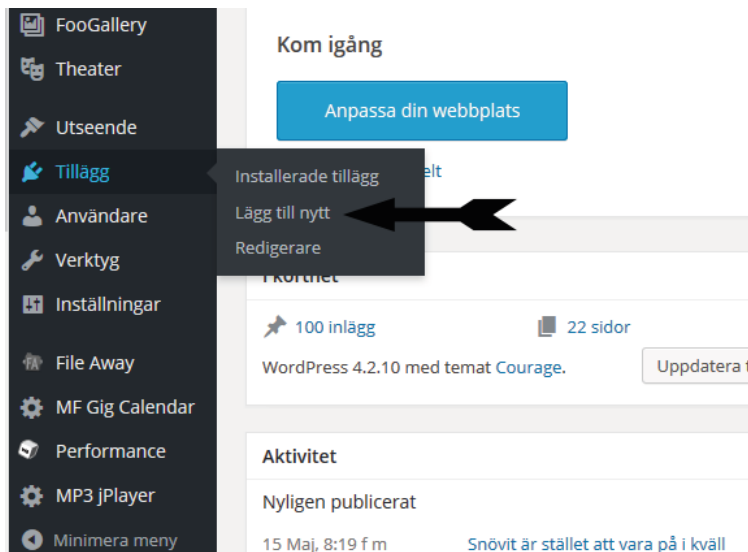 FooGallery
Theater
Utseende
Tillägg
Användare
Verktyg
Inställningar
File Away
MF Gig Calendar
Performance
MP3 jPlayer
Minimera meny
Installerade tillägg
Lägg till nytt
Redigerare
Kom igång
Anpassa din webbplats
100 inlägg
22 sidor
WordPress 4.2.10 med temat Courage.
Uppdatera t
Aktivitet
Nyligen publicerat
15 Maj, 8:19 f m
Snövit är stället att vara på i kväll